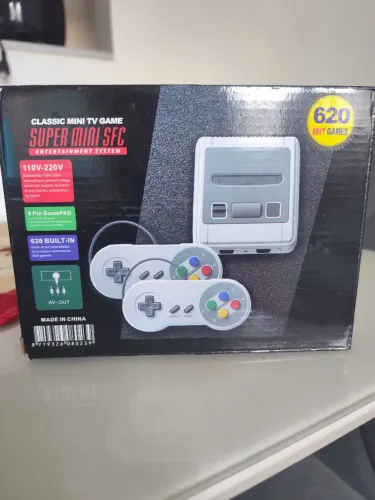 CLASSIC MINI TV GAME
SUPER MINI SFC
ENTERTAINMENT SYSTEM
620
8BIT GAMES
110V-220V
9 Pin GamePAD
620 BUILT-IN
AV-OUT
MADE IN CHINA
8719326080239